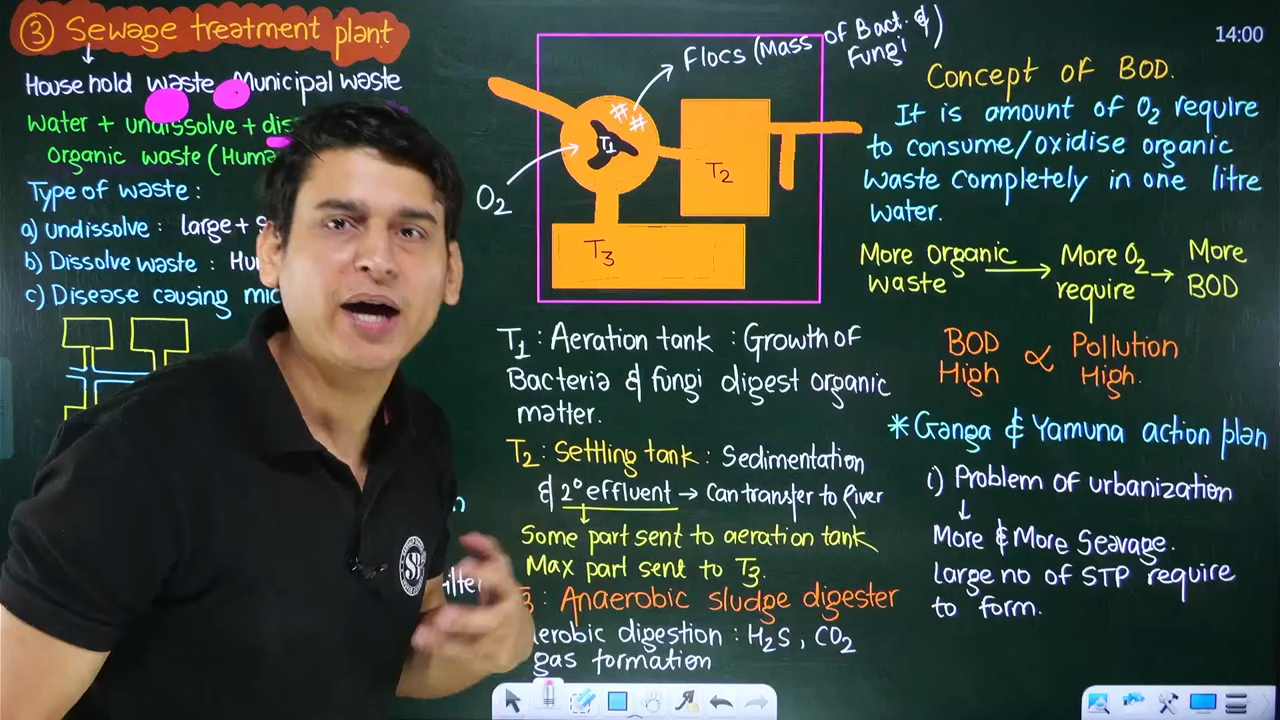 ③ Sewage treatment plant
House hold waste Municipal waste
water + undissolve +
organic waste
Type of waste :
a) undissolve : large +
b) Dissolve waste :
c) Disease causing
Flocs (Mass of Bact. &
Fungi)
T1
O2
T2
T3
T1 : Aeration tank : Growth of
Bacteria & fungi digest organic
matter.
T2 : Settling tank : Sedimentation
& 2° effluent → Can transfer to River
Some part sent to aeration tank
Max part sent to T3.
: Anaerobic sludge digester
digestion : H2S , CO2
gas formation
14:00
Concept of BOD.
It is amount of O2 require
to consume/oxidise organic
waste completely in one litre
water.
More organic waste → More O2 require → More BOD
BOD High ∝ Pollution High.
* Ganga & Yamuna action plan
i) Problem of urbanization
↓
More & More Seavage.
Large no of STP require
to form.